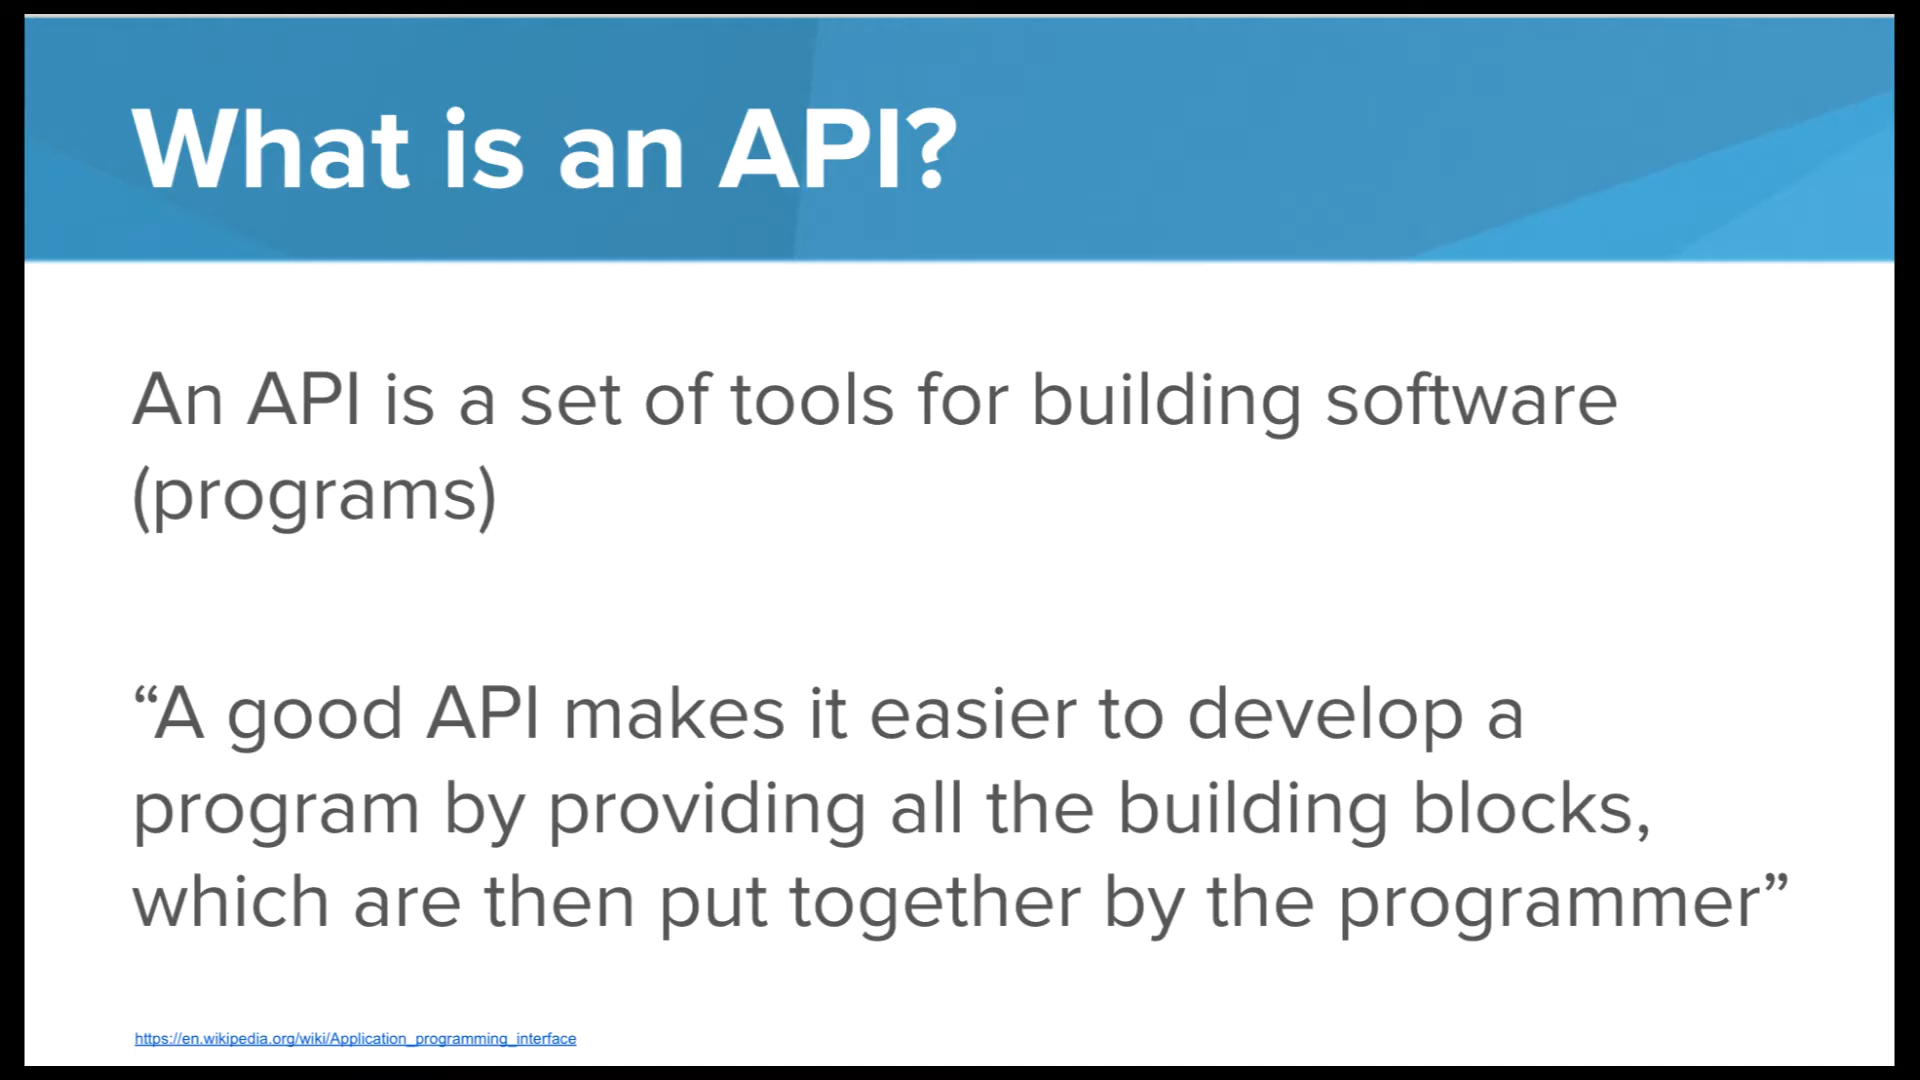 What is an API?
An API is a set of tools for building software
(programs)
“A good API makes it easier to develop a
program by providing all the building blocks,
which are then put together by the programmer”
https://en.wikipedia.org/wiki/Application_programming_interface